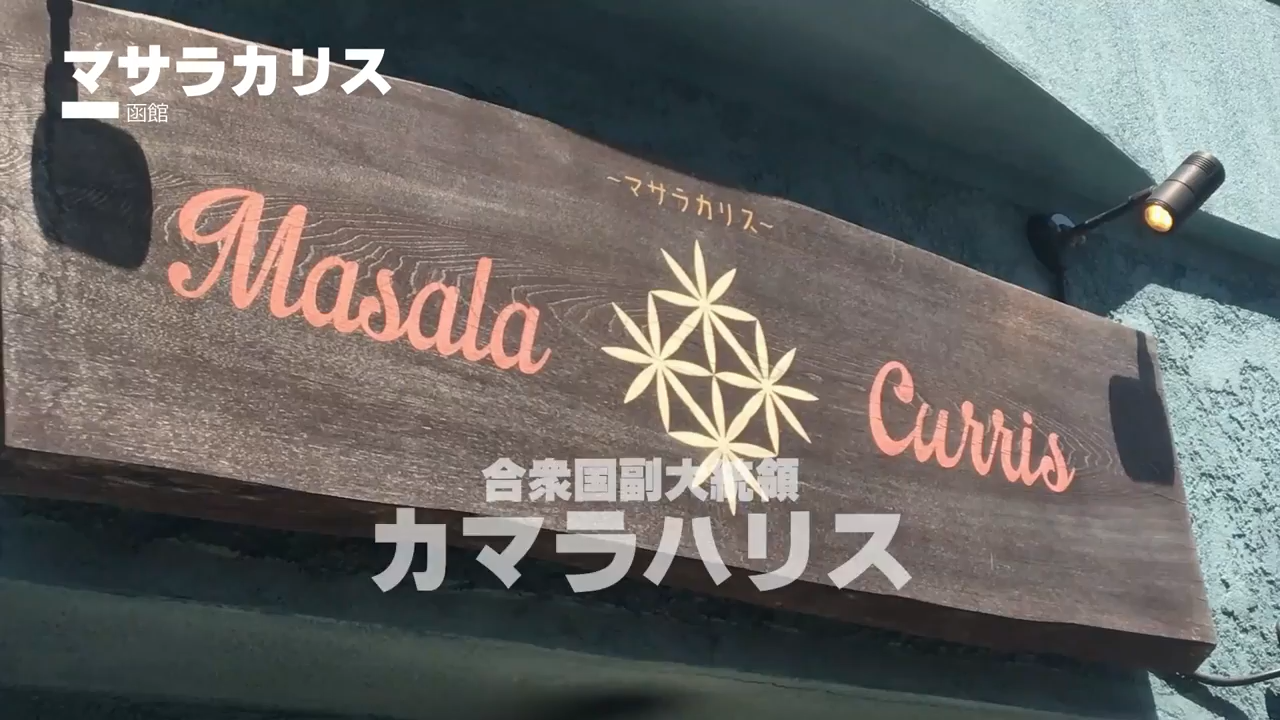 マサラカリス
函館
~マサラカリス~
Masala Curris
合衆国副大統領
カマラハリス